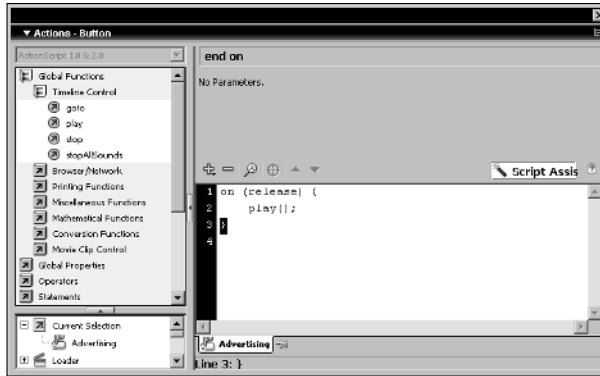 Actions - Button
ActionScript 1.0 & 2.0
Global Functions
Timeline Control
goto
play
stop
stopAllSounds
Browser/Network
Printing Functions
Miscellaneous Functions
Mathematical Functions
Conversion Functions
Movie Clip Control
Global Properties
Operators
Statements
Current Selection
Advertising
Loader
end on
No Parameters.
Script Assis
1 on (release) {
2 play();
3 }
4
Advertising
Line 3: }